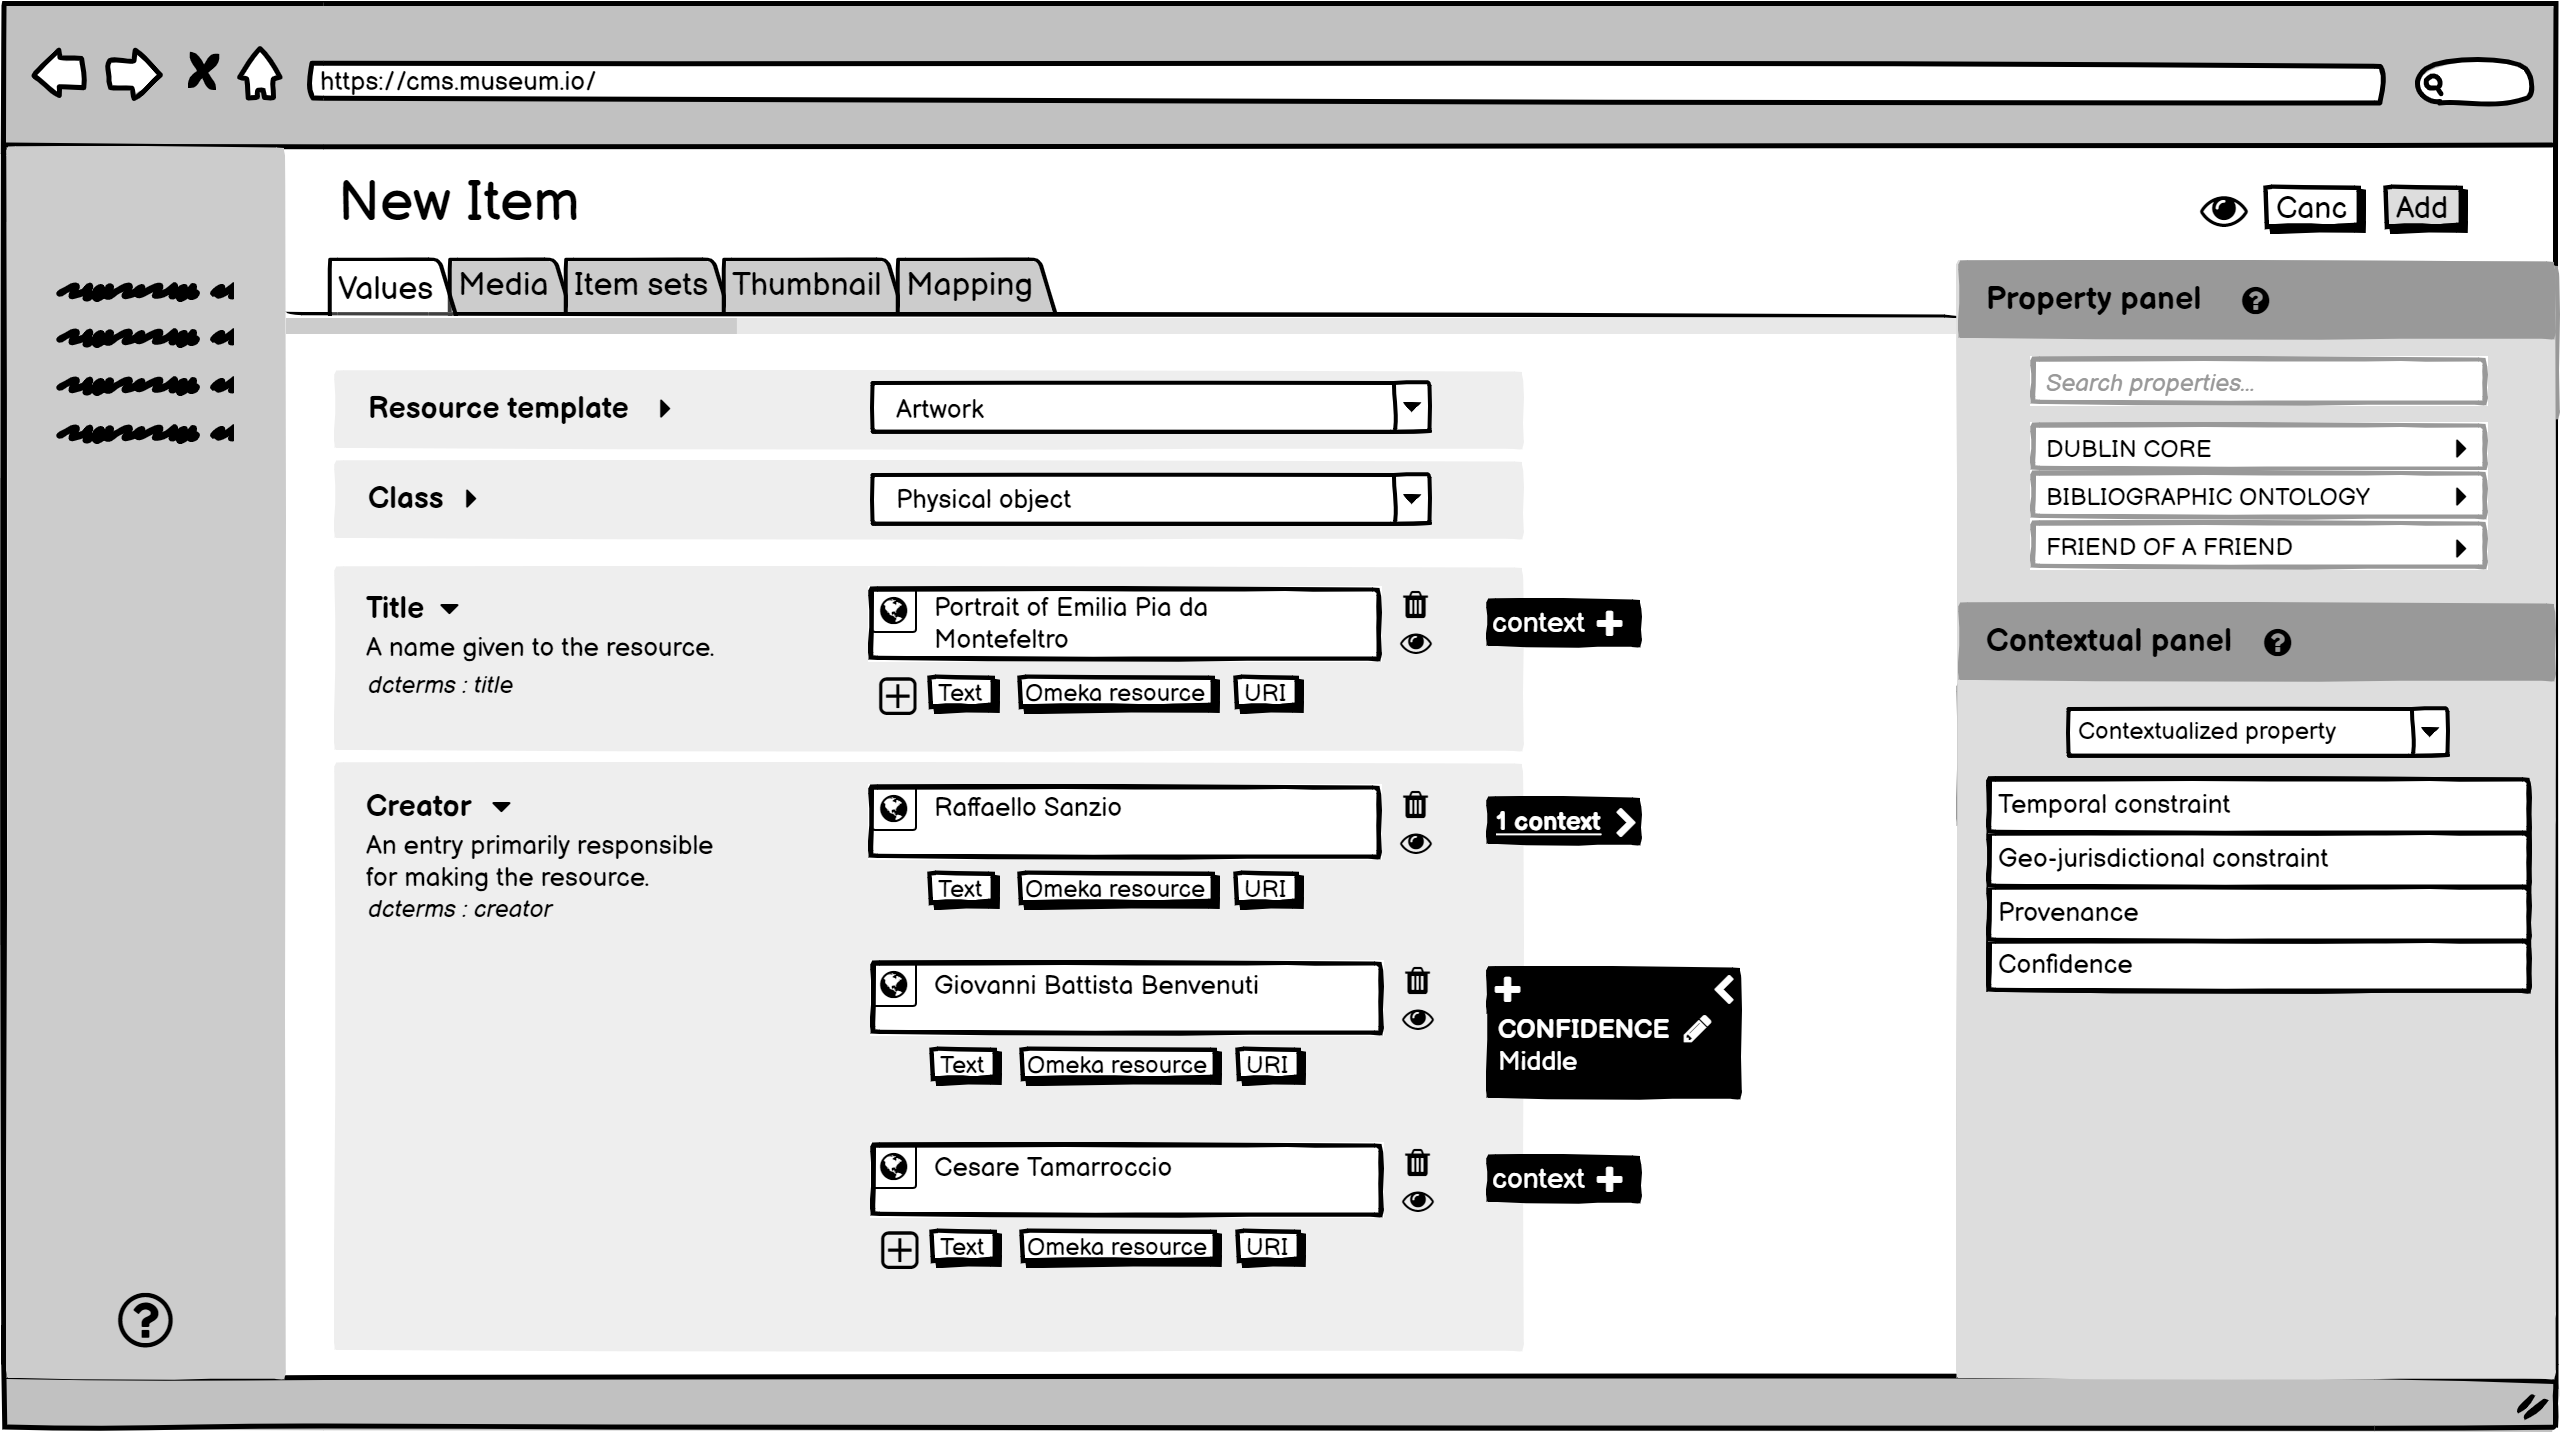 https://cms.museum.io/
New Item
Canc
Add
Values
Media
Item sets
Thumbnail
Mapping
Resource template
Artwork
Class
Physical object
Title
A name given to the resource.
dcterms : title
Portrait of Emilia Pia da
Montefeltro
Text
Omeka resource
URI
context
Creator
An entry primarily responsible
for making the resource.
dcterms : creator
Raffaello Sanzio
Text
Omeka resource
URI
1 context
Giovanni Battista Benvenuti
Text
Omeka resource
URI
CONFIDENCE
Middle
Cesare Tamarroccio
Text
Omeka resource
URI
context
Property panel
Search properties...
DUBLIN CORE
BIBLIOGRAPHIC ONTOLOGY
FRIEND OF A FRIEND
Contextual panel
Contextualized property
Temporal constraint
Geo-jurisdictional constraint
Provenance
Confidence